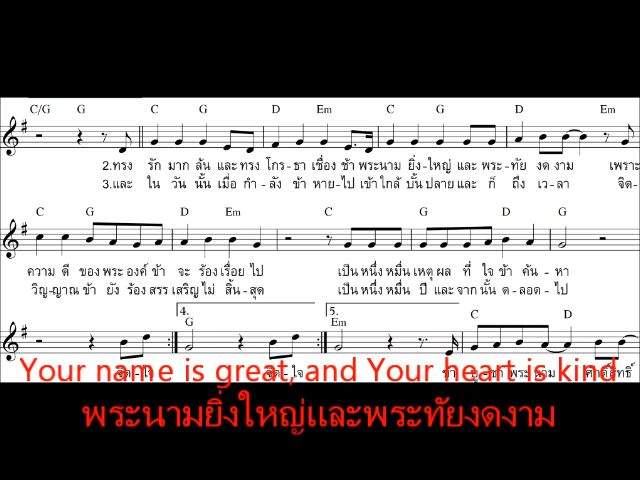 C/G G C G D Em C G D Em
2.ทรง รัก มาก ล้น และ ทรง โกร-ธา เชื่อง ช้า พระนาม ยิ่ง-ใหญ่ และ พระ-ทัย งด งาม เพราะ
3.และ ใน วัน นั้น เมื่อ กำ-ลัง ข้า หาย-ไป เข้า ใกล้ บั้น ปลาย และ ก็ ถึง เว-ลา จิต-
C G D Em C G D G
ความ ดี ของ พระ องค์ ข้า จะ ร้อง เรื่อย ไป เป็น หนึ่ง หมื่น เหตุ ผล ที่ ใจ ข้า ค้น-หา
วิญ-ญาณ ข้า ยัง ร้อง สรร เสริญ ไม่ สิ้น-สุด เป็น หนึ่ง หมื่น ปี และ จาก นั้น ต-ลอด-ไป
4. 5.
G Em C D
Your name is great, and Your heart is kind
พระนามยิ่งใหญ่และพระทัยงดงาม